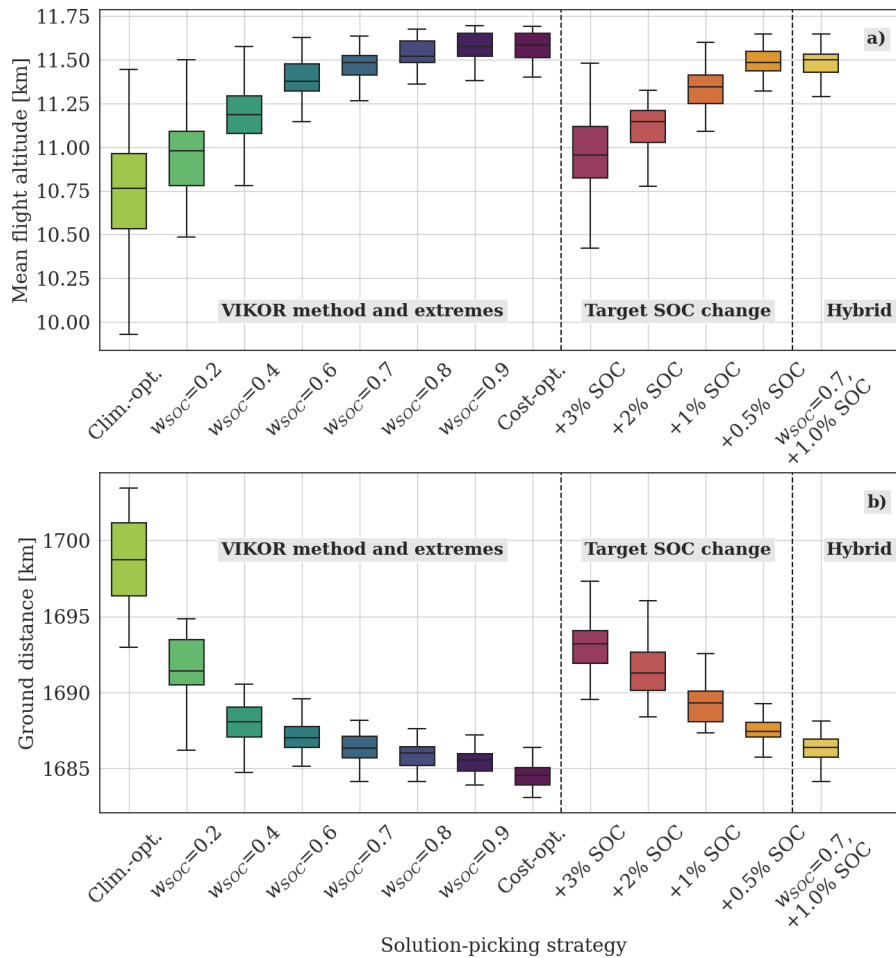 11.75
11.50
11.25
11.00
10.75
10.50
10.25
10.00
Mean flight altitude [km]
a)
VIKOR method and extremes
Target SOC change
Hybrid
Clim.-opt.
wSOC=0.2
wSOC=0.4
wSOC=0.6
wSOC=0.7
wSOC=0.8
wSOC=0.9
Cost-opt.
+3% SOC
+2% SOC
+1% SOC
+0.5% SOC
wSOC=0.7,
+1.0% SOC
b)
VIKOR method and extremes
Target SOC change
Hybrid
1700
1695
1690
1685
Ground distance [km]
Clim.-opt.
wSOC=0.2
wSOC=0.4
wSOC=0.6
wSOC=0.7
wSOC=0.8
wSOC=0.9
Cost-opt.
+3% SOC
+2% SOC
+1% SOC
+0.5% SOC
wSOC=0.7,
+1.0% SOC
Solution-picking strategy